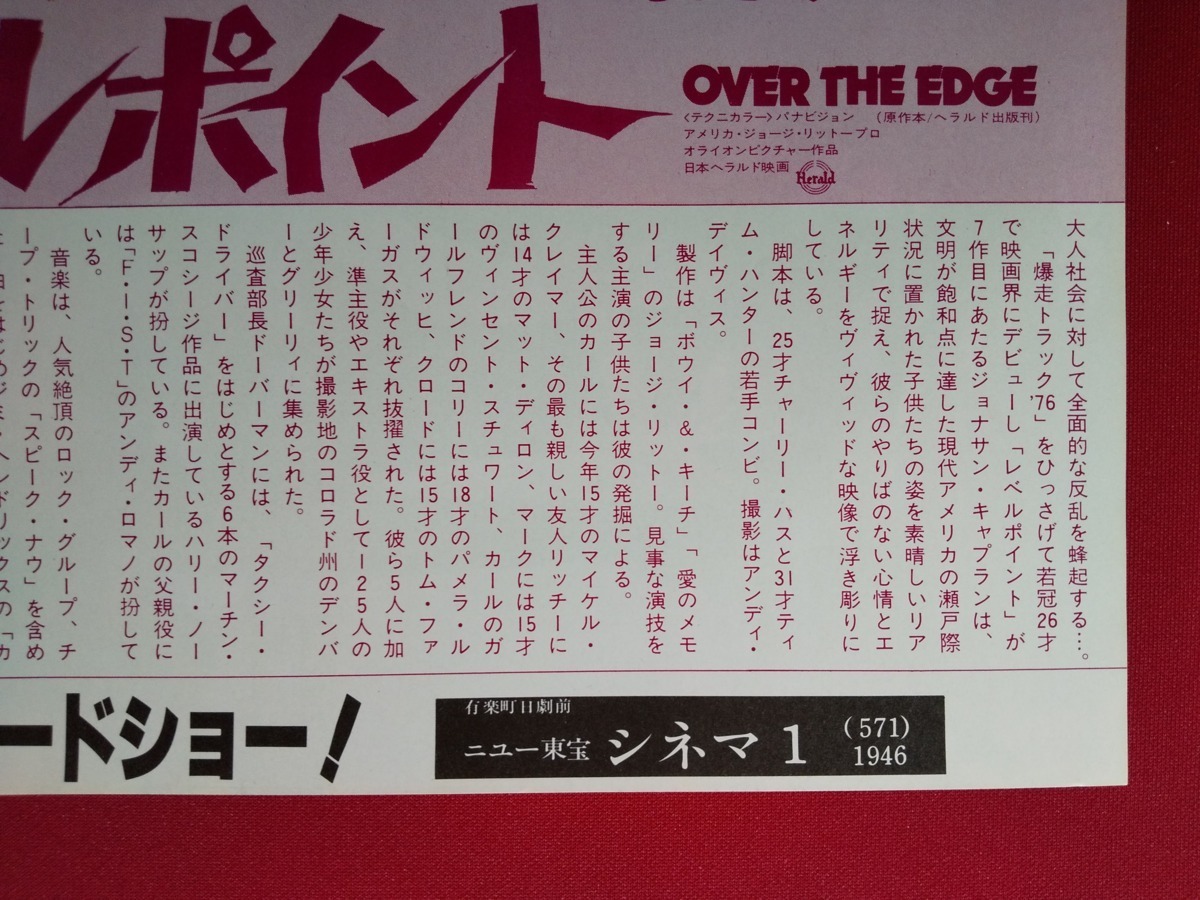 レポイント
OVER THE EDGE
〈テクニカラー〉パナビジョン （原作本/ヘラルド出版刊）
アメリカ・ジョージ・リットープロ
オライオンピクチャー作品
日本ヘラルド映画 Herald
大人社会に対して全面的な反乱を蜂起する…。
「爆走トラック'76」をひっさげて若冠26才
で映画界にデビューし「レベルポイント」が
7作目にあたるジョナサン・キャプランは、
文明が飽和点に達した現代アメリカの瀬戸際
状況に置かれた子供たちの姿を素晴しいリア
リティで捉え、彼らのやりばのない心情とエ
ネルギーをヴィヴィッドな映像で浮き彫りに
している。
脚本は、25才チャーリー・ハスと31才ティ
ム・ハンターの若手コンビ。撮影はアンディ・
デイヴィス。
製作は「ボウイ・&・キーチ」「愛のメモ
リー」のジョージ・リットー。見事な演技を
する主演の子供たちは彼の発掘による。
主人公のカールには今年15才のマイケル・
クレイマー、その最も親しい友人リッチーに
は14才のマット・ディロン、マークには15才
のヴィンセント・スチュワート、カールのガ
ールフレンドのコリーには18才のパメラ・ル
ドウィッヒ、クロードには15才のトム・ファ
ーガスがそれぞれ抜擢された。彼ら5人に加
え、準主役やエキストラ役として125人の
少年少女たちが撮影地のコロラド州のデンバ
ーとグリーリィに集められた。
巡査部長ドーバーマンには、「タクシー・
ドライバー」をはじめとする6本のマーチン・
スコシージ作品に出演しているハリー・ノー
サップが扮している。またカールの父親役に
は「F・I・S・T」のアンディ・ロマノが扮して
いる。
音楽は、人気絶頂のロック・グループ、チ
ープ・トリックの「スピーク・ナウ」を含め
ードショー！
有楽町日劇前
ニユー東宝 シネマ1 (571)
1946